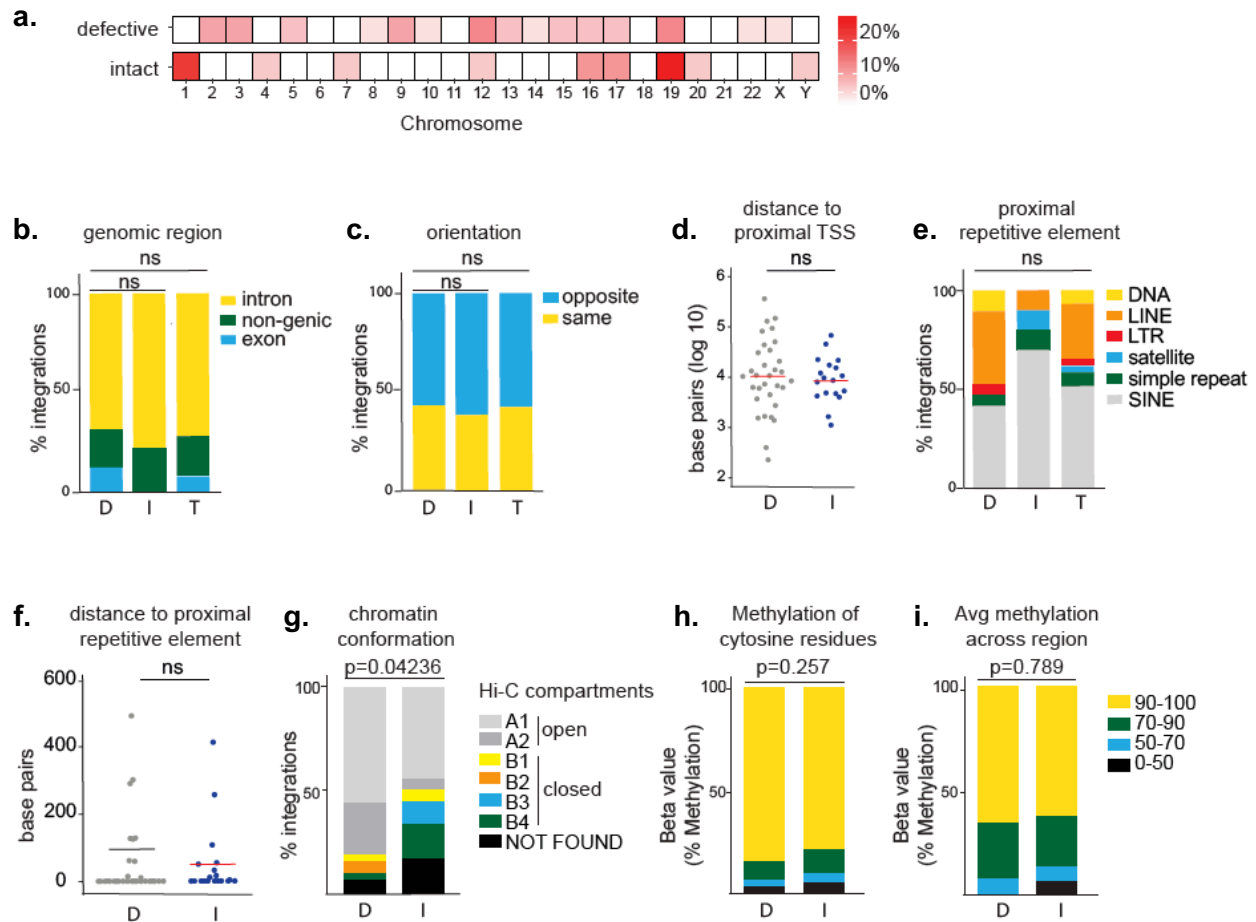 a.
defective
intact
1 2 3 4 5 6 7 8 9 10 11 12 13 14 15 16 17 18 19 20 21 22 X Y
Chromosome
20%
10%
0%
b.
genomic region
ns
ns
100
50
0
% integrations
D I T
intron
non-genic
exon
c.
orientation
ns
ns
100
50
0
% integrations
D I T
opposite
same
d.
distance to
proximal TSS
ns
6
5
4
3
2
base pairs (log 10)
D I
e.
proximal
repetitive element
ns
100
50
0
% integrations
D I T
DNA
LINE
LTR
satellite
simple repeat
SINE
f.
distance to proximal
repetitive element
ns
600
400
200
0
base pairs
D I
g.
chromatin
conformation
p=0.04236
100
50
% integrations
D I
Hi-C compartments
A1
A2
open
B1
B2
B3
B4
closed
NOT FOUND
h.
Methylation of
cytosine residues
p=0.257
100
50
Beta value
(% Methylation)
D I
i.
Avg methylation
across region
p=0.789
100
50
Beta value
(% Methylation)
D I
90-100
70-90
50-70
0-50